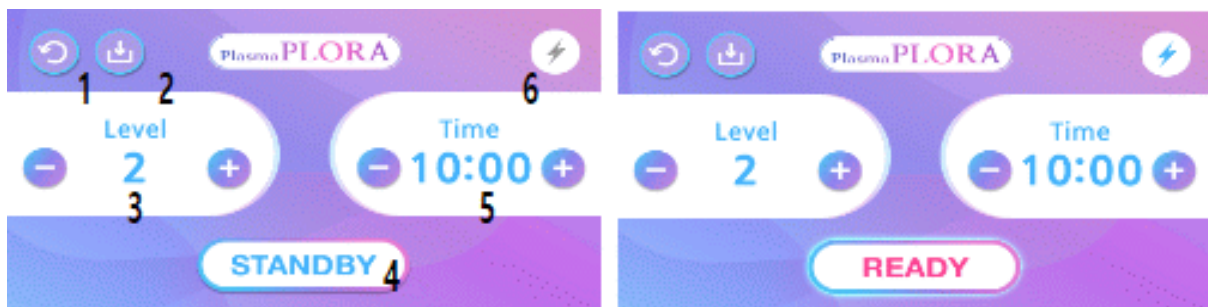 Plasma PLORA
1 2 6
Level
2
3
Time
10:00
5
STANDBY 4
Plasma PLORA
Level
2
Time
10:00
READY